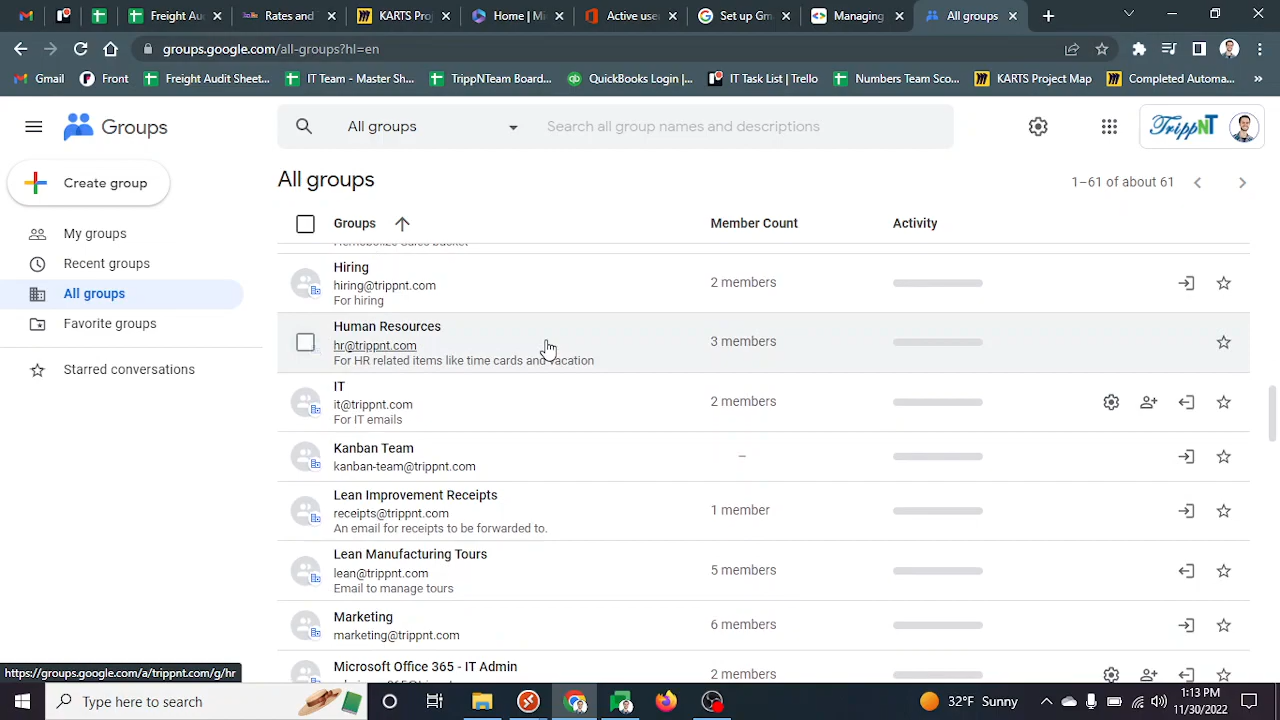 Freight Au
Rates and
KARTS Proj
Home | Mi
Active user
Set up
Managing
All groups
groups.google.com/all-groups?hl=en
Gmail
Front
Freight Audit Sheet...
IT Team - Master Sh...
TrippNTeam Board...
QuickBooks Login |...
IT Task List | Trello
Numbers Team Sco...
KARTS Project Map
Completed Automa...
»
Groups
All groups
Search all group names and descriptions
TrippNT
Create group
My groups
Recent groups
All groups
Favorite groups
Starred conversations
All groups
1–61 of about 61
Groups
Member Count
Activity
Hiring
hiring@trippnt.com
For hiring
2 members
Human Resources
hr@trippnt.com
For HR related items like time cards and vacation
3 members
IT
it@trippnt.com
For IT emails
2 members
Kanban Team
kanban-team@trippnt.com
–
Lean Improvement Receipts
receipts@trippnt.com
An email for receipts to be forwarded to.
1 member
Lean Manufacturing Tours
lean@trippnt.com
Email to manage tours
5 members
Marketing
marketing@trippnt.com
6 members
Microsoft Office 365 - IT Admin
2 members
https://groups.google.com/a/trippnt.com/g/hr
Type here to search
32°F Sunny
1:13 PM
11/30/2022